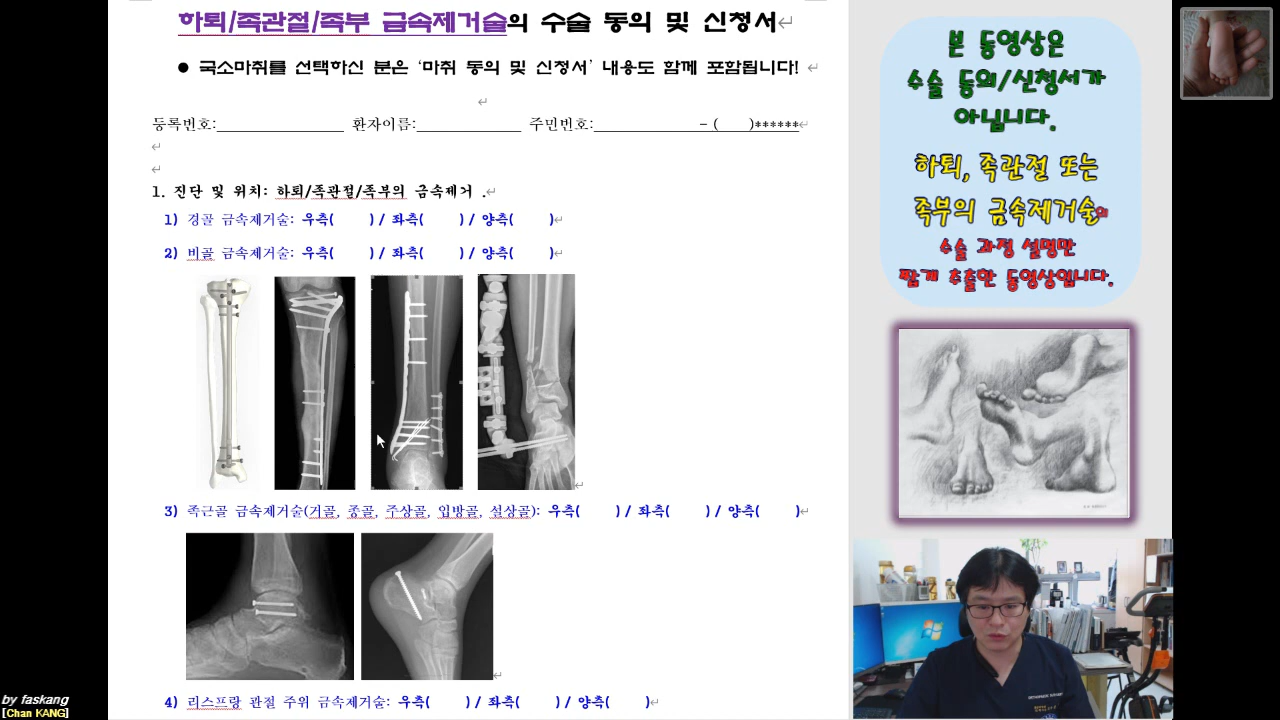 하퇴/족관절/족부 금속제거술의 수술 동의 및 신청서
● 국소마취를 선택하신 분은 ‘마취 동의 및 신청서’ 내용도 함께 포함됩니다!
등록번호: 환자이름: 주민번호: – ( )******
1. 진단 및 위치: 하퇴/족관절/족부의 금속제거 .
1) 경골 금속제거술: 우측( ) / 좌측( ) / 양측( )
2) 비골 금속제거술: 우측( ) / 좌측( ) / 양측( )
3) 족근골 금속제거술(거골, 종골, 주상골, 입방골, 설상골): 우측( ) / 좌측( ) / 양측( )
4) 리스프랑 관절 주위 금속제거술: 우측( ) / 좌측( ) / 양측( )
본 동영상은
수술 동의/신청서가
아닙니다.
하퇴, 족관절 또는
족부의 금속제거술의
수술 과정 설명만
짧게 추출한 동영상입니다.
by faskang
[Chan KANG]